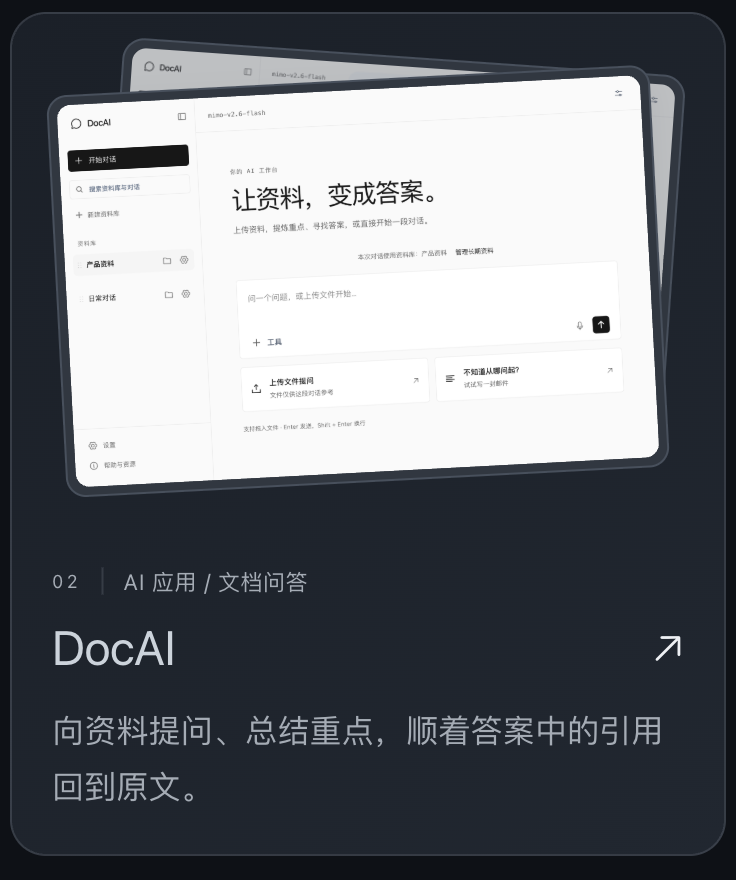 DocAI
mimo-v2.6-flash
DocAI
mimo-v2.6-flash
开始对话
搜索资料库与对话
新建资料库
资料库
产品资料
日常对话
设置
帮助与资源
你的 AI 工作台
让资料，变成答案。
上传资料，提炼重点、寻找答案，或直接开始一段对话。
本次对话使用资料库：产品资料 管理长期资料
问一个问题，或上传文件开始…
工具
上传文件提问
文件仅供这段对话参考
不知道从哪问起？
试试写一封邮件
支持拖入文件 · Enter 发送，Shift + Enter 换行
02 AI 应用 / 文档问答
DocAI
向资料提问、总结重点，顺着答案中的引用
回到原文。